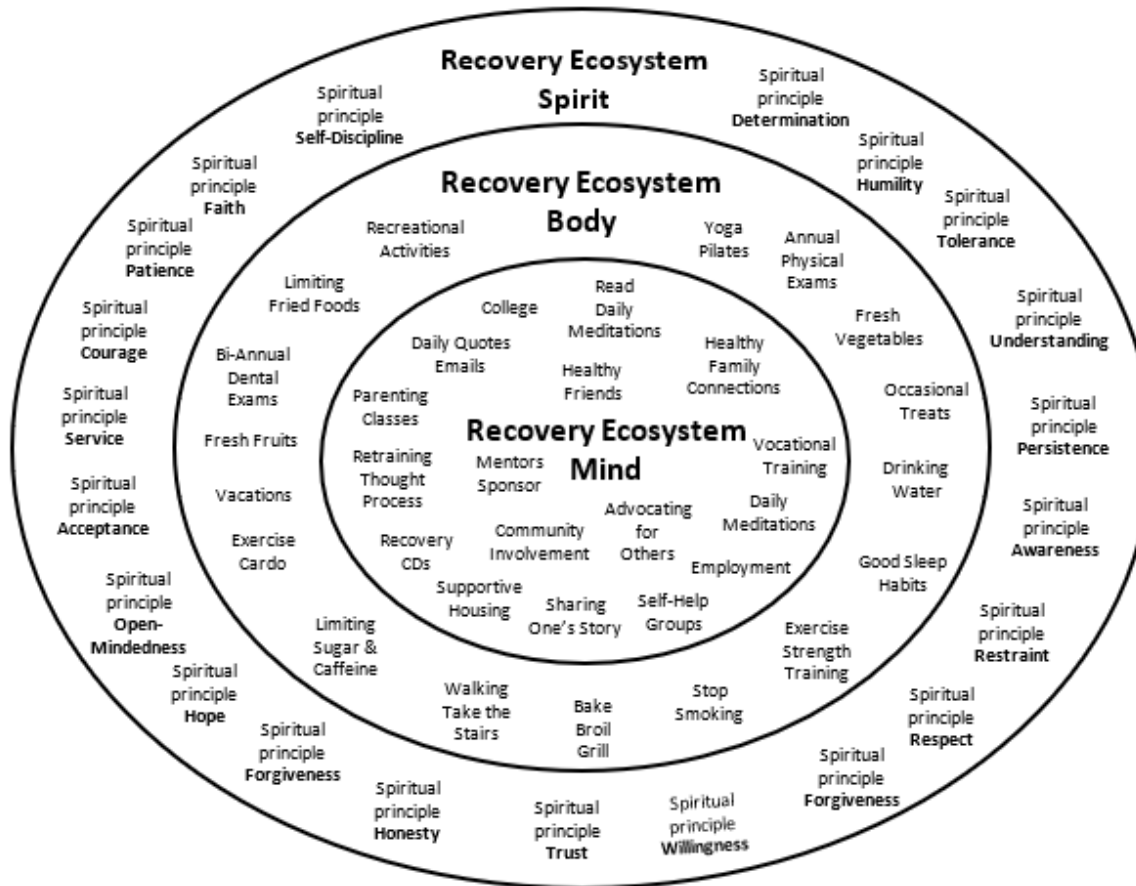 Recovery Ecosystem
Spirit
Spiritual
principle
Self-Discipline
Spiritual
principle
Faith
Spiritual
principle
Patience
Spiritual
principle
Courage
Spiritual
principle
Service
Spiritual
principle
Acceptance
Spiritual
principle
Open-
Mindedness
Spiritual
principle
Hope
Spiritual
principle
Forgiveness
Spiritual
principle
Honesty
Spiritual
principle
Trust
Spiritual
principle
Willingness
Spiritual
principle
Forgiveness
Spiritual
principle
Respect
Spiritual
principle
Restraint
Spiritual
principle
Awareness
Spiritual
principle
Persistence
Spiritual
principle
Understanding
Spiritual
principle
Tolerance
Spiritual
principle
Humility
Spiritual
principle
Determination
Recovery Ecosystem
Body
Recreational
Activities
Limiting
Fried Foods
Bi-Annual
Dental
Exams
Fresh Fruits
Vacations
Exercise
Cardo
Limiting
Sugar &
Caffeine
Walking
Take the
Stairs
Bake
Broil
Grill
Stop
Smoking
Exercise
Strength
Training
Good Sleep
Habits
Drinking
Water
Occasional
Treats
Fresh
Vegetables
Annual
Physical
Exams
Yoga
Pilates
College
Read
Daily
Meditations
Daily Quotes
Emails
Healthy
Friends
Healthy
Family
Connections
Parenting
Classes
Recovery Ecosystem
Mind
Retraining
Thought
Process
Mentors
Sponsor
Vocational
Training
Recovery
CDs
Community
Involvement
Advocating
for
Others
Daily
Meditations
Employment
Supportive
Housing
Sharing
One's Story
Self-Help
Groups